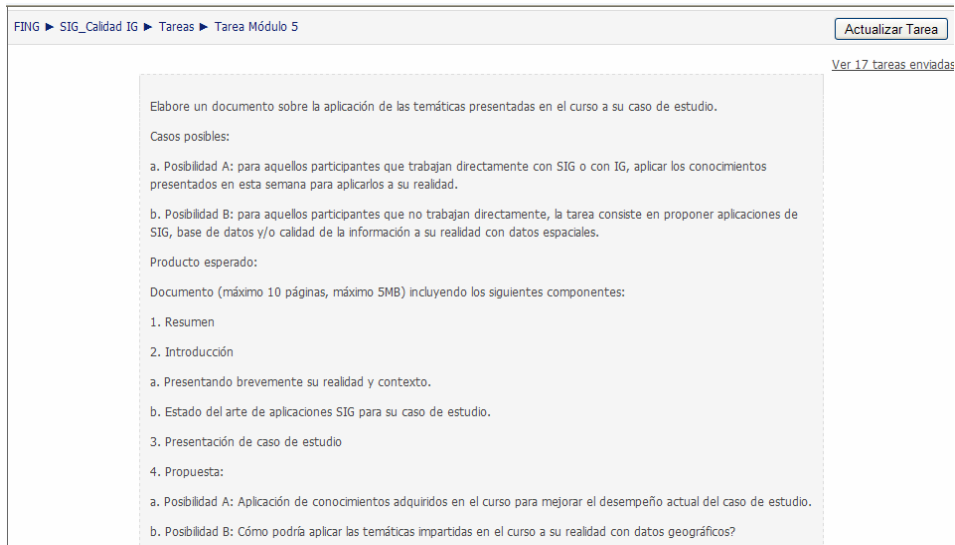 FING ► SIG_Calidad IG ► Tareas ► Tarea Módulo 5
Actualizar Tarea
Ver 17 tareas enviadas
Elabore un documento sobre la aplicación de las temáticas presentadas en el curso a su caso de estudio.
Casos posibles:
a. Posibilidad A: para aquellos participantes que trabajan directamente con SIG o con IG, aplicar los conocimientos
presentados en esta semana para aplicarlos a su realidad.
b. Posibilidad B: para aquellos participantes que no trabajan directamente, la tarea consiste en proponer aplicaciones de
SIG, base de datos y/o calidad de la información a su realidad con datos espaciales.
Producto esperado:
Documento (máximo 10 páginas, máximo 5MB) incluyendo los siguientes componentes:
1. Resumen
2. Introducción
a. Presentando brevemente su realidad y contexto.
b. Estado del arte de aplicaciones SIG para su caso de estudio.
3. Presentación de caso de estudio
4. Propuesta:
a. Posibilidad A: Aplicación de conocimientos adquiridos en el curso para mejorar el desempeño actual del caso de estudio.
b. Posibilidad B: Cómo podría aplicar las temáticas impartidas en el curso a su realidad con datos geográficos?